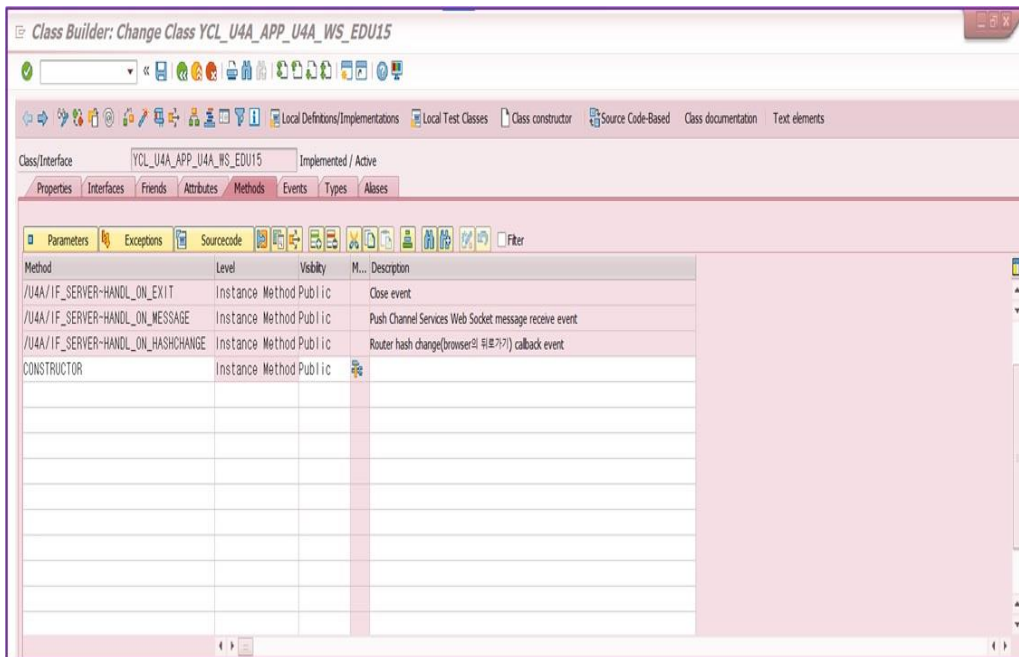 Class Builder: Change Class YCL_U4A_APP_U4A_WS_EDU15
Local Definitions/Implementations Local Test Classes Class constructor Source Code-Based Class documentation Text elements
Class/Interface YCL_U4A_APP_U4A_WS_EDU15 Implemented / Active
Properties Interfaces Friends Attributes Methods Events Types Aliases
Parameters Exceptions Sourcecode Filter
Method Level Visibility M... Description
/U4A/IF_SERVER~HANDL_ON_EXIT Instance Method Public Close event
/U4A/IF_SERVER~HANDL_ON_MESSAGE Instance Method Public Push Channel Services Web Socket message receive event
/U4A/IF_SERVER~HANDL_ON_HASHCHANGE Instance Method Public Router hash change(browser의 뒤로가기) callback event
CONSTRUCTOR Instance Method Public